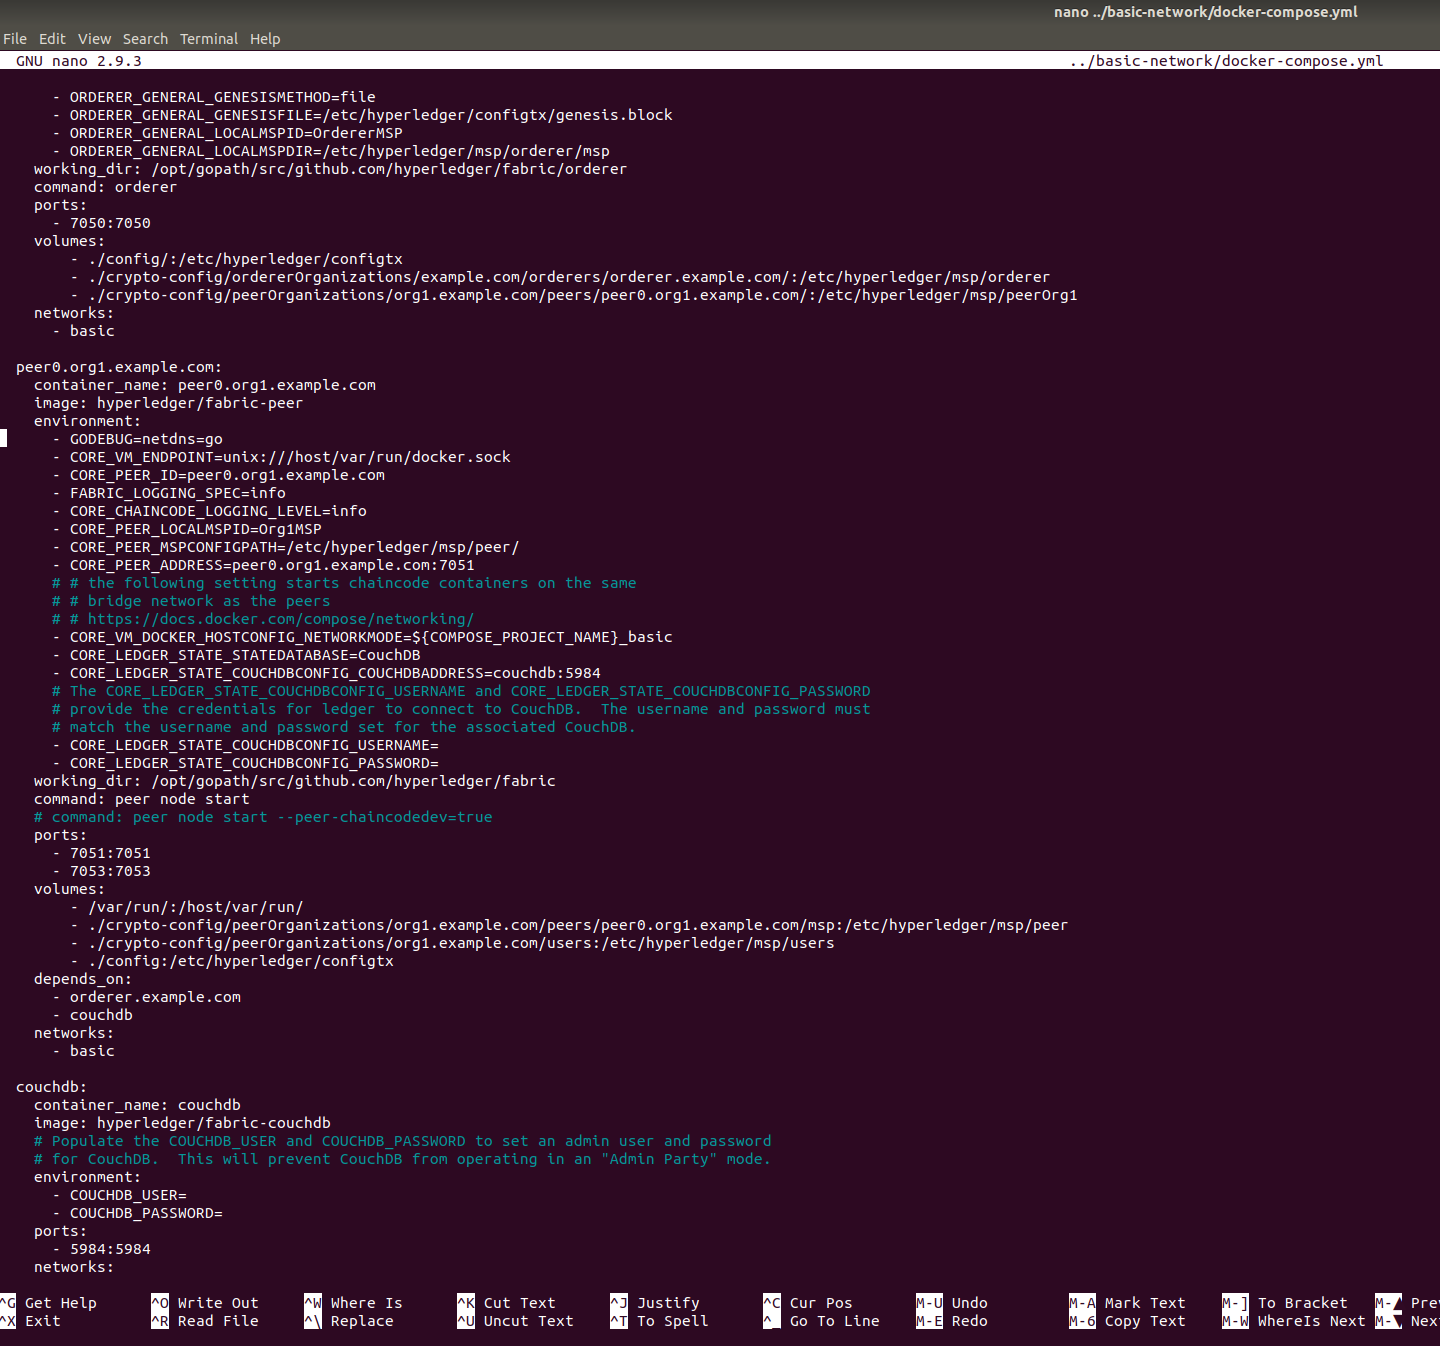 nano ../basic-network/docker-compose.yml
File Edit View Search Terminal Help
GNU nano 2.9.3 ../basic-network/docker-compose.yml
- ORDERER_GENERAL_GENESISMETHOD=file
- ORDERER_GENERAL_GENESISFILE=/etc/hyperledger/configtx/genesis.block
- ORDERER_GENERAL_LOCALMSPID=OrdererMSP
- ORDERER_GENERAL_LOCALMSPDIR=/etc/hyperledger/msp/orderer/msp
working_dir: /opt/gopath/src/github.com/hyperledger/fabric/orderer
command: orderer
ports:
- 7050:7050
volumes:
- ./config/:/etc/hyperledger/configtx
- ./crypto-config/ordererOrganizations/example.com/orderers/orderer.example.com/:/etc/hyperledger/msp/orderer
- ./crypto-config/peerOrganizations/org1.example.com/peers/peer0.org1.example.com/:/etc/hyperledger/msp/peerOrg1
networks:
- basic
peer0.org1.example.com:
container_name: peer0.org1.example.com
image: hyperledger/fabric-peer
environment:
- GODEBUG=netdns=go
- CORE_VM_ENDPOINT=unix:///host/var/run/docker.sock
- CORE_PEER_ID=peer0.org1.example.com
- FABRIC_LOGGING_SPEC=info
- CORE_CHAINCODE_LOGGING_LEVEL=info
- CORE_PEER_LOCALMSPID=Org1MSP
- CORE_PEER_MSPCONFIGPATH=/etc/hyperledger/msp/peer/
- CORE_PEER_ADDRESS=peer0.org1.example.com:7051
# # the following setting starts chaincode containers on the same
# # bridge network as the peers
# # https://docs.docker.com/compose/networking/
- CORE_VM_DOCKER_HOSTCONFIG_NETWORKMODE=${COMPOSE_PROJECT_NAME}_basic
- CORE_LEDGER_STATE_STATEDATABASE=CouchDB
- CORE_LEDGER_STATE_COUCHDBCONFIG_COUCHDBADDRESS=couchdb:5984
# The CORE_LEDGER_STATE_COUCHDBCONFIG_USERNAME and CORE_LEDGER_STATE_COUCHDBCONFIG_PASSWORD
# provide the credentials for ledger to connect to CouchDB.  The username and password must
# match the username and password set for the associated CouchDB.
- CORE_LEDGER_STATE_COUCHDBCONFIG_USERNAME=
- CORE_LEDGER_STATE_COUCHDBCONFIG_PASSWORD=
working_dir: /opt/gopath/src/github.com/hyperledger/fabric
command: peer node start
# command: peer node start --peer-chaincodedev=true
ports:
- 7051:7051
- 7053:7053
volumes:
- /var/run/:/host/var/run/
- ./crypto-config/peerOrganizations/org1.example.com/peers/peer0.org1.example.com/msp:/etc/hyperledger/msp/peer
- ./crypto-config/peerOrganizations/org1.example.com/users:/etc/hyperledger/msp/users
- ./config:/etc/hyperledger/configtx
depends_on:
- orderer.example.com
- couchdb
networks:
- basic
couchdb:
container_name: couchdb
image: hyperledger/fabric-couchdb
# Populate the COUCHDB_USER and COUCHDB_PASSWORD to set an admin user and password
# for CouchDB.  This will prevent CouchDB from operating in an "Admin Party" mode.
environment:
- COUCHDB_USER=
- COUCHDB_PASSWORD=
ports:
- 5984:5984
networks:
^G Get Help ^O Write Out ^W Where Is ^K Cut Text ^J Justify ^C Cur Pos M-U Undo M-A Mark Text M-] To Bracket M-▲ Prev
^X Exit ^R Read File ^\ Replace ^U Uncut Text ^T To Spell ^_ Go To Line M-E Redo M-6 Copy Text M-W WhereIs Next M-▼ Next